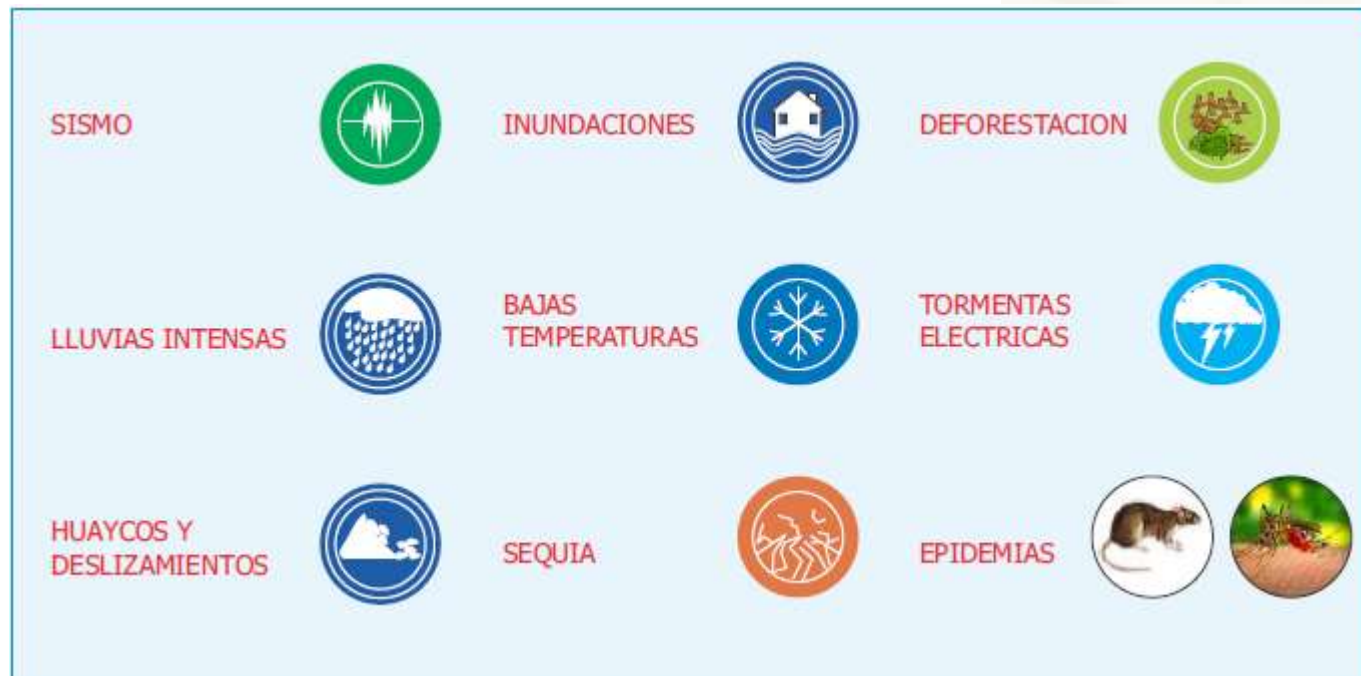 SISMO
INUNDACIONES
DEFORESTACION
LLUVIAS INTENSAS
BAJAS
TEMPERATURAS
TORMENTAS
ELECTRICAS
HUAYCOS Y
DESLIZAMIENTOS
SEQUIA
EPIDEMIAS